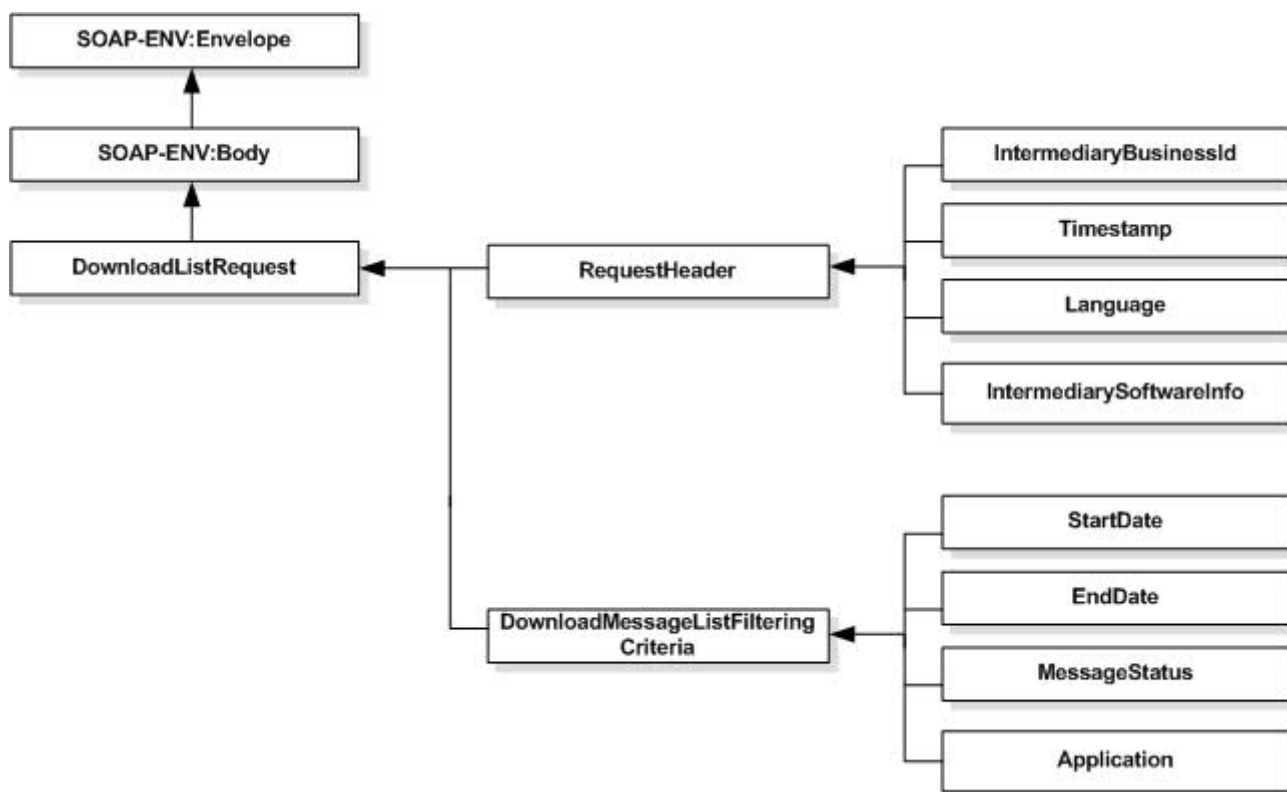 SOAP-ENV:Envelope
SOAP-ENV:Body
DownloadListRequest
RequestHeader
IntermediaryBusinessId
Timestamp
Language
IntermediarySoftwareInfo
DownloadMessageListFiltering
Criteria
StartDate
EndDate
MessageStatus
Application